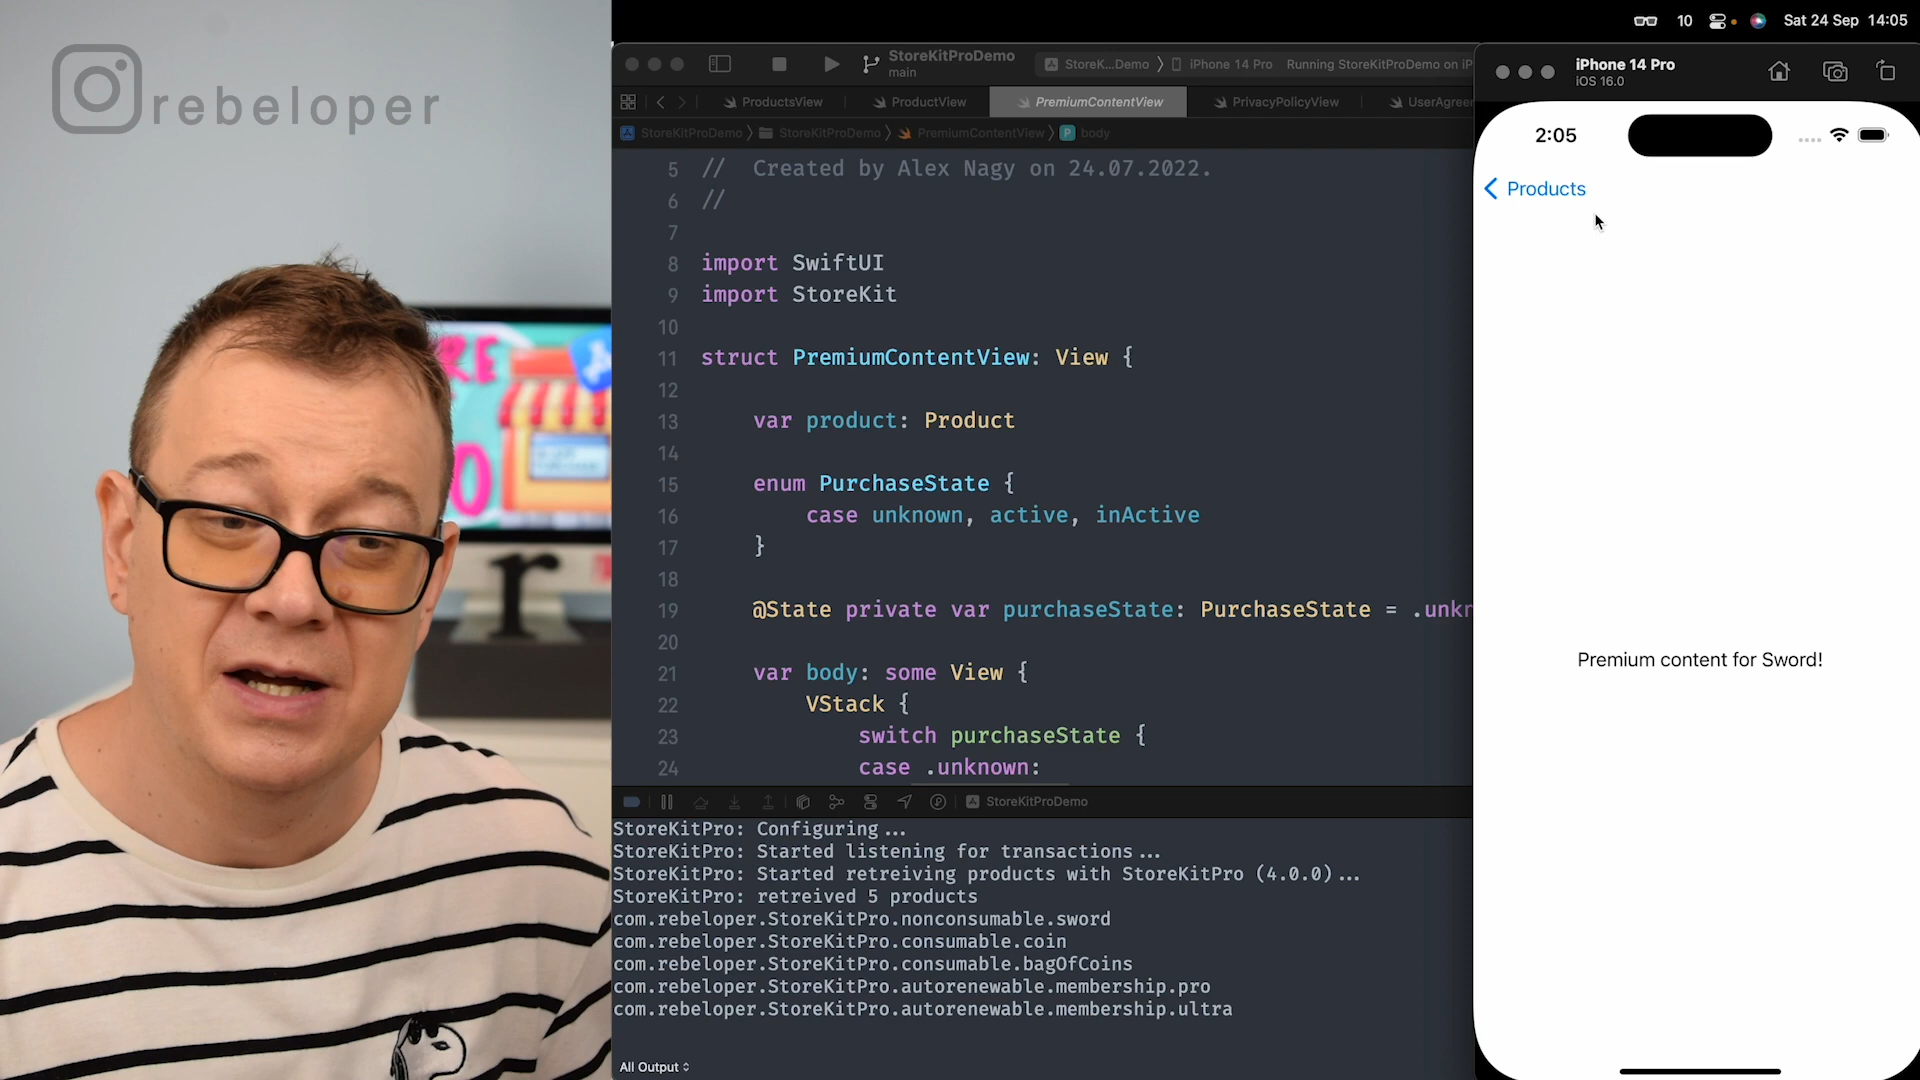 rebeloper
10
Sat 24 Sep 14:05
StoreKitProDemo
main
StoreK...Demo
iPhone 14 Pro
Running StoreKitProDemo on iP
ProductsView
ProductView
PremiumContentView
PrivacyPolicyView
UserAgreer
StoreKitProDemo
StoreKitProDemo
PremiumContentView
P body
5 //  Created by Alex Nagy on 24.07.2022.
6 //
7
8 import SwiftUI
9 import StoreKit
10
11 struct PremiumContentView: View {
12
13 var product: Product
14
15 enum PurchaseState {
16 case unknown, active, inActive
17 }
18
19 @State private var purchaseState: PurchaseState = .unkn
20
21 var body: some View {
22 VStack {
23 switch purchaseState {
24 case .unknown:
StoreKitProDemo
StoreKitPro: Configuring...
StoreKitPro: Started listening for transactions...
StoreKitPro: Started retreiving products with StoreKitPro (4.0.0)...
StoreKitPro: retreived 5 products
com.rebeloper.StoreKitPro.nonconsumable.sword
com.rebeloper.StoreKitPro.consumable.coin
com.rebeloper.StoreKitPro.consumable.bagOfCoins
com.rebeloper.StoreKitPro.autorenewable.membership.pro
com.rebeloper.StoreKitPro.autorenewable.membership.ultra
All Output
iPhone 14 Pro
iOS 16.0
2:05
Products
Premium content for Sword!